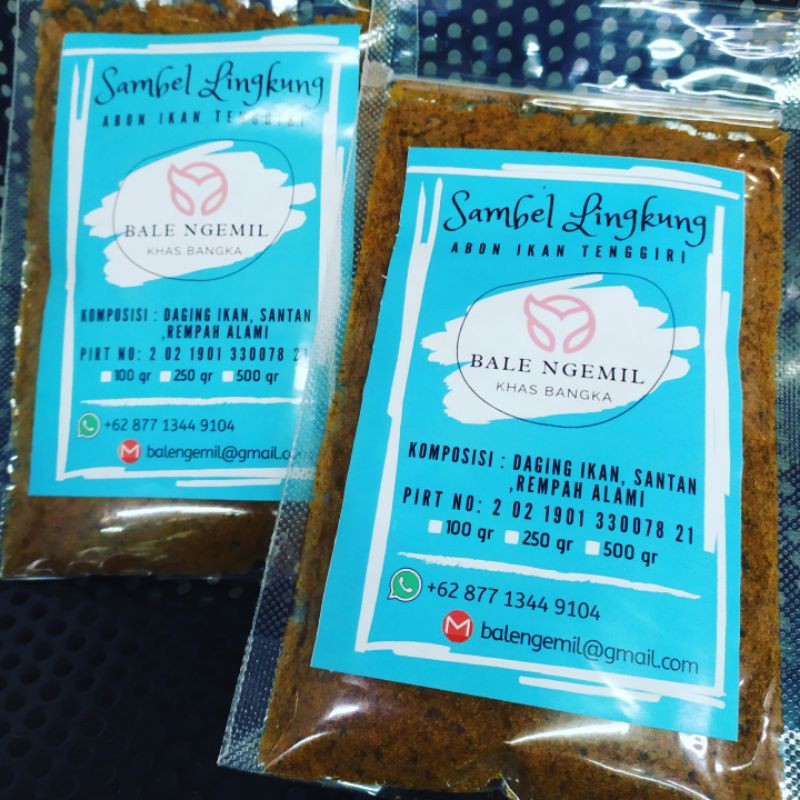 Sambel Lingkung
ABON IKAN TENGGIRI
BALE NGEMIL
KHAS BANGKA
KOMPOSISI : DAGING IKAN, SANTAN
,REMPAH ALAMI
PIRT NO: 2 02 1901 330078 21
100 gr 250 gr 500 gr
+62 877 1344 9104
balengemil@gmail.com
Sambel Lingkung
ABON IKAN TENGGIRI
BALE NGEMIL
KHAS BANGKA
KOMPOSISI : DAGING IKAN, SANTAN
,REMPAH ALAMI
PIRT NO: 2 02 1901 330078 21
100 gr 250 gr 500 gr
+62 877 1344 9104
balengemil@gmail.com